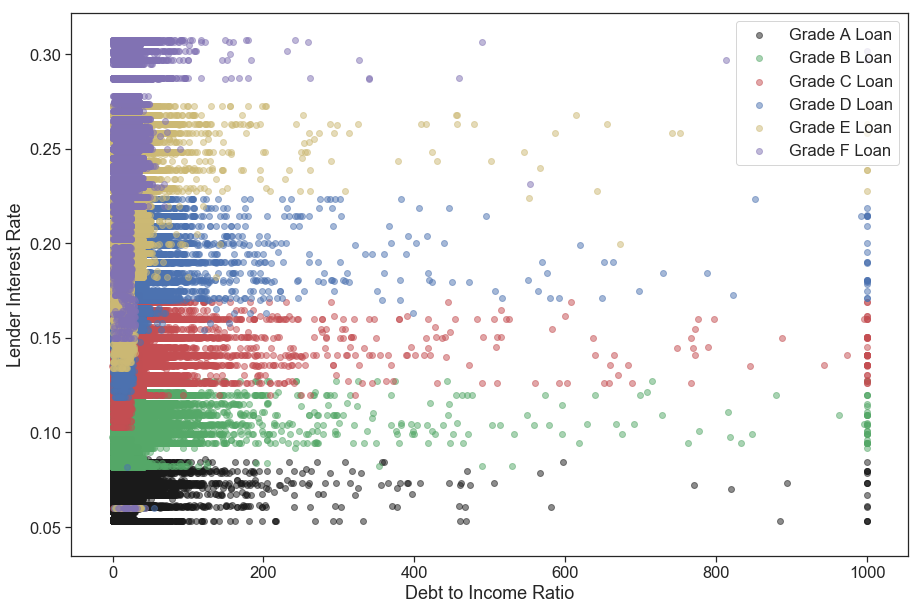 Grade A Loan
Grade B Loan
Grade C Loan
Grade D Loan
Grade E Loan
Grade F Loan
Lender Interest Rate
0.30
0.25
0.20
0.15
0.10
0.05
0
200
400
600
800
1000
Debt to Income Ratio